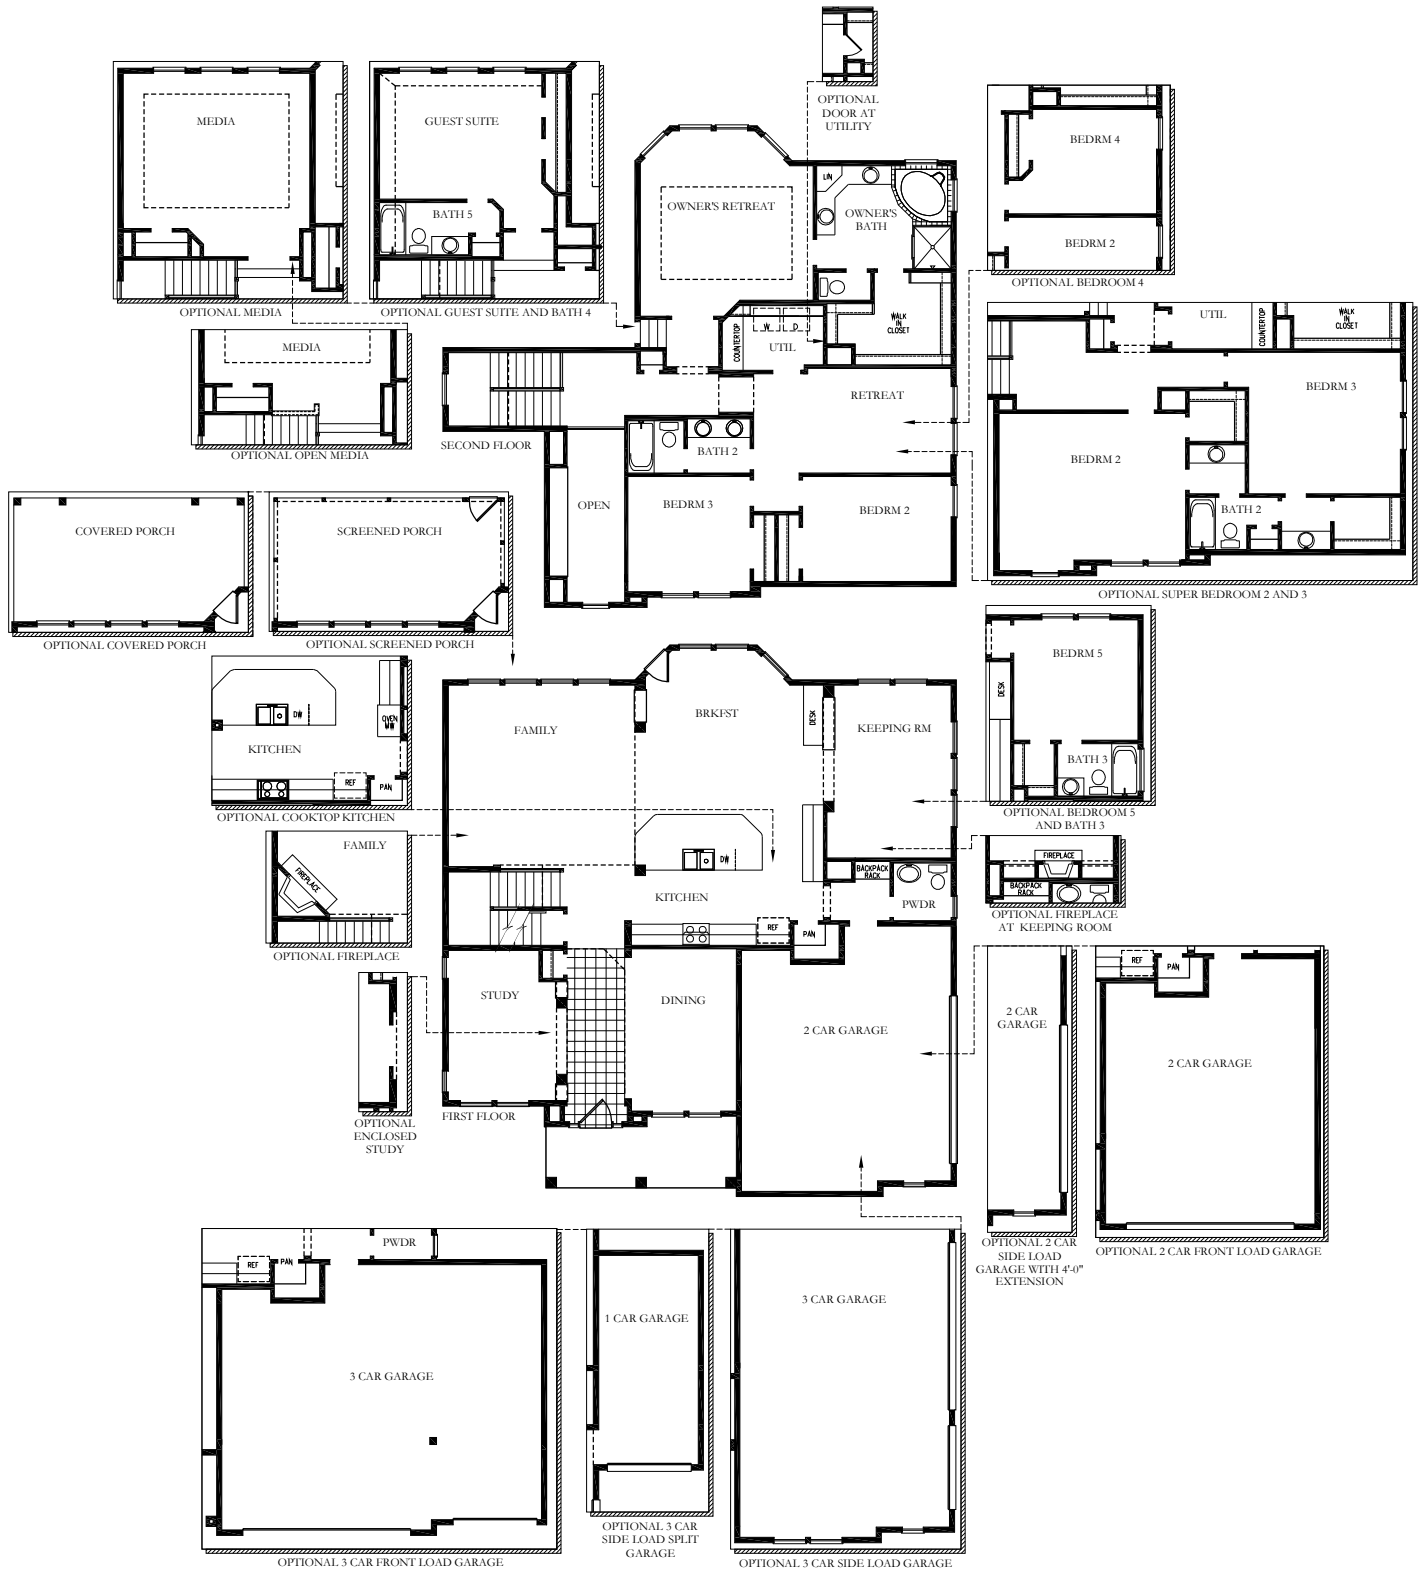 OPTIONAL
DOOR AT
UTILITY
MEDIA
OPTIONAL MEDIA
GUEST SUITE
BATH 5
OPTIONAL GUEST SUITE AND BATH 4
MEDIA
OPTIONAL OPEN MEDIA
OWNER'S RETREAT
LIN
OWNER'S
BATH
WALK
IN
CLOSET
COUNTERTOP
W
D
UTIL
RETREAT
SECOND FLOOR
BATH 2
OPEN
BEDRM 3
BEDRM 2
BEDRM 4
BEDRM 2
OPTIONAL BEDROOM 4
UTIL
COUNTERTOP
WALK
IN
CLOSET
BEDRM 3
BEDRM 2
BATH 2
OPTIONAL SUPER BEDROOM 2 AND 3
COVERED PORCH
OPTIONAL COVERED PORCH
SCREENED PORCH
OPTIONAL SCREENED PORCH
DW
OVEN
MW
KITCHEN
REF
PAN
OPTIONAL COOKTOP KITCHEN
FAMILY
FIREPLACE
OPTIONAL FIREPLACE
OPTIONAL
ENCLOSED
STUDY
FAMILY
BRKFST
DESK
KEEPING RM
DW
KITCHEN
BACKPACK
RACK
PWDR
REF
PAN
STUDY
DINING
2 CAR GARAGE
FIRST FLOOR
BEDRM 5
DESK
BATH 3
OPTIONAL BEDROOM 5
AND BATH 3
FIREPLACE
BACKPACK
RACK
OPTIONAL FIREPLACE
AT KEEPING ROOM
2 CAR
GARAGE
OPTIONAL 2 CAR
SIDE LOAD
GARAGE WITH 4'-0"
EXTENSION
REF
PAN
2 CAR GARAGE
OPTIONAL 2 CAR FRONT LOAD GARAGE
PWDR
REF
PAN
3 CAR GARAGE
OPTIONAL 3 CAR FRONT LOAD GARAGE
1 CAR GARAGE
OPTIONAL 3 CAR
SIDE LOAD SPLIT
GARAGE
3 CAR GARAGE
OPTIONAL 3 CAR SIDE LOAD GARAGE